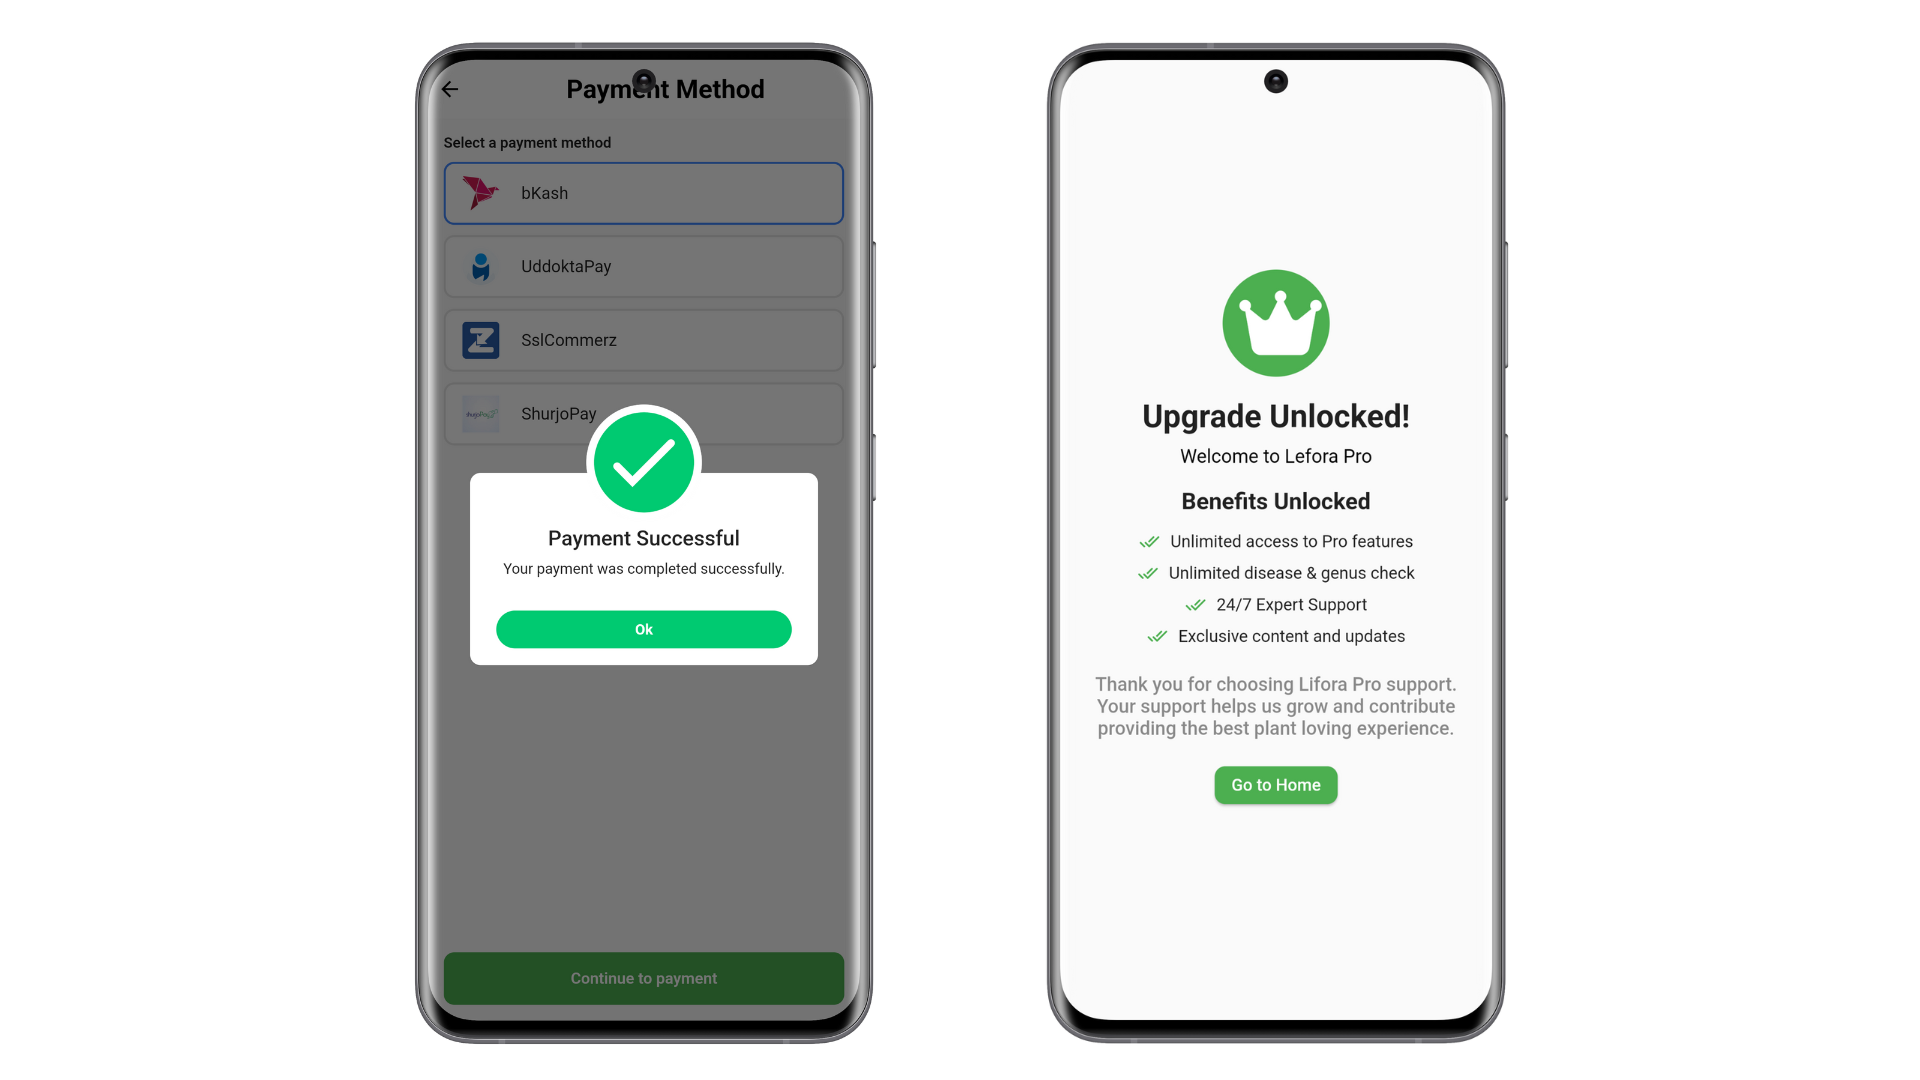 Payment Method
Select a payment method
bKash
UddoktaPay
SslCommerz
shurjoPay
ShurjoPay
Payment Successful
Your payment was completed successfully.
Ok
Continue to payment
Upgrade Unlocked!
Welcome to Lefora Pro
Benefits Unlocked
Unlimited access to Pro features
Unlimited disease & genus check
24/7 Expert Support
Exclusive content and updates
Thank you for choosing Lifora Pro support.
Your support helps us grow and contribute
providing the best plant loving experience.
Go to Home